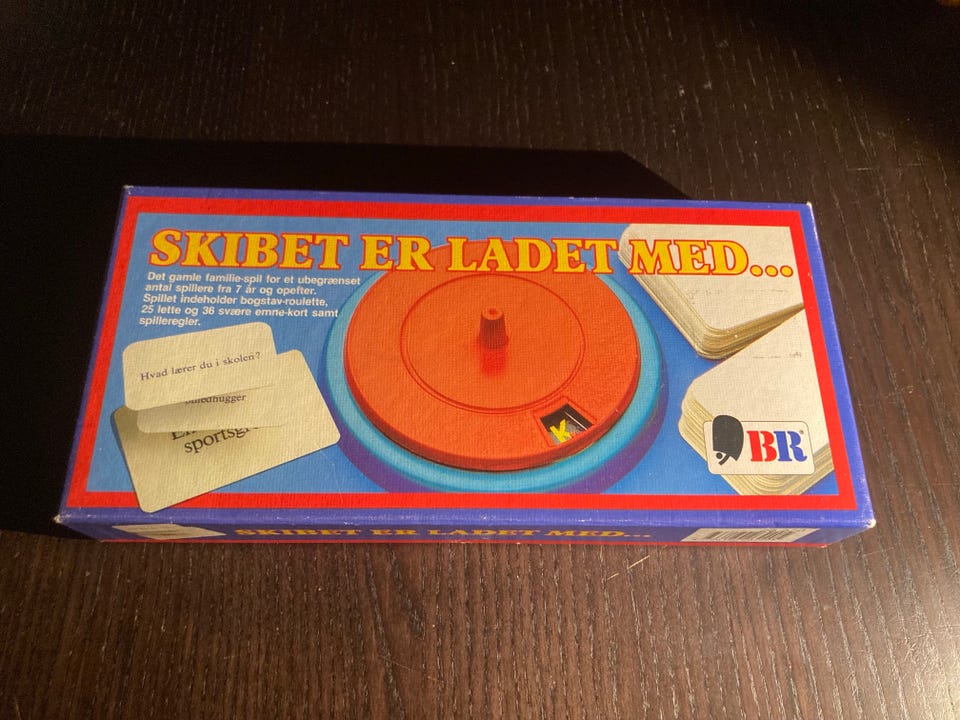 SKIBET ER LADET MED...
Det gamle familie-spil for et ubegrænset
antal spillere fra 7 år og opefter.
Spillet indeholder bogstav-roulette,
25 lette og 36 svære emne-kort samt
spilleregler.
Hvad lærer du i skolen?
sportsgr
K
BR
SKIBET ER LADET MED...